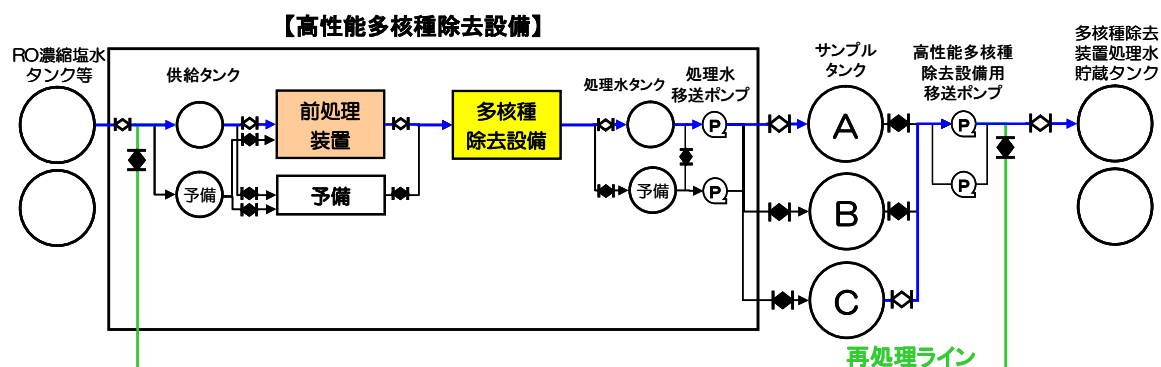 【高性能多核種除去設備】
RO濃縮塩水
タンク等
供給タンク
予備
前処理
装置
予備
多核種
除去設備
処理水タンク
予備
処理水
移送ポンプ
P
P
サンプル
タンク
A
B
C
高性能多核種
除去設備用
移送ポンプ
P
P
多核種除去
装置処理水
貯蔵タンク
再処理ライン